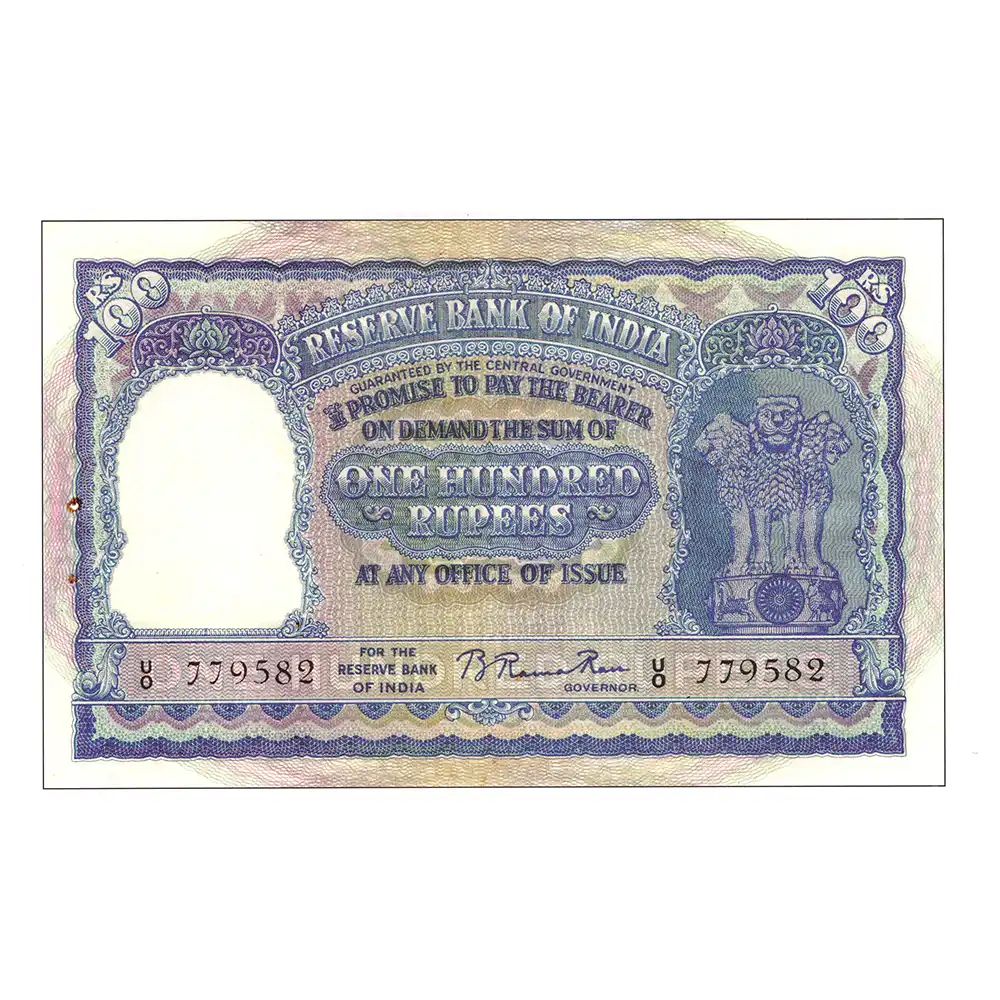 RS 100
RS 100
RESERVE BANK OF INDIA
GUARANTEED BY THE CENTRAL GOVERNMENT
I PROMISE TO PAY THE BEARER
ON DEMAND THE SUM OF
ONE HUNDRED
RUPEES
AT ANY OFFICE OF ISSUE
U/0 779582
FOR THE
RESERVE BANK
OF INDIA
B Rama Rau
GOVERNOR.
U/0 779582